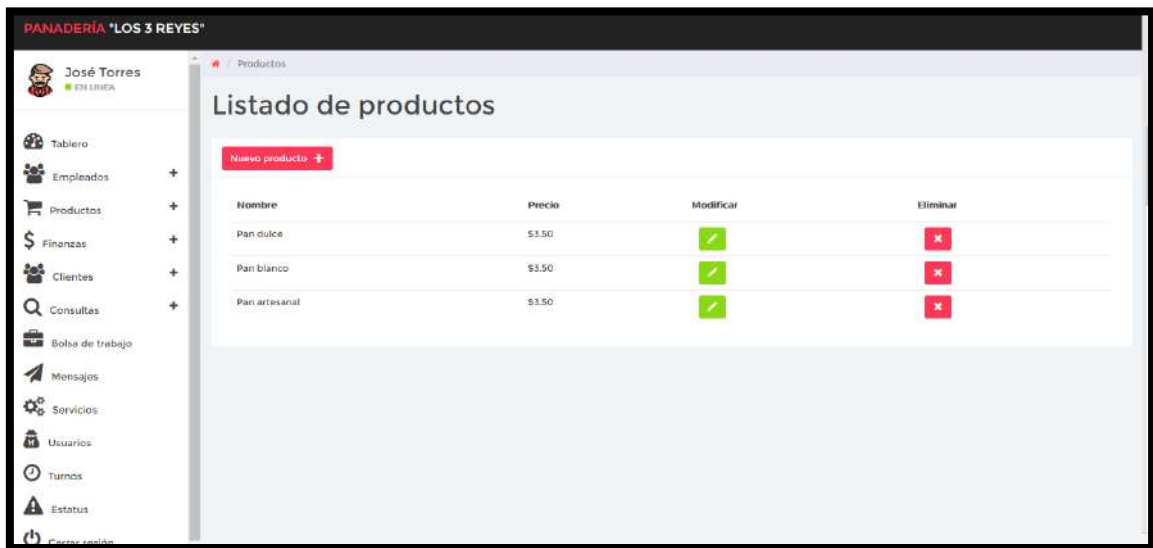 PANADERÍA "LOS 3 REYES"
José Torres
EN LINEA
/ Productos
Listado de productos
Tablero
Empleados +
Productos +
$ Finanzas +
Clientes +
Consultas +
Bolsa de trabajo
Mensajes
Servicios
Usuarios
Turnos
Estatus
Cerrar sesión
Nuevo producto +
Nombre Precio Modificar Eliminar
Pan dulce $3.50
Pan blanco $3.50
Pan artesanal $3.50